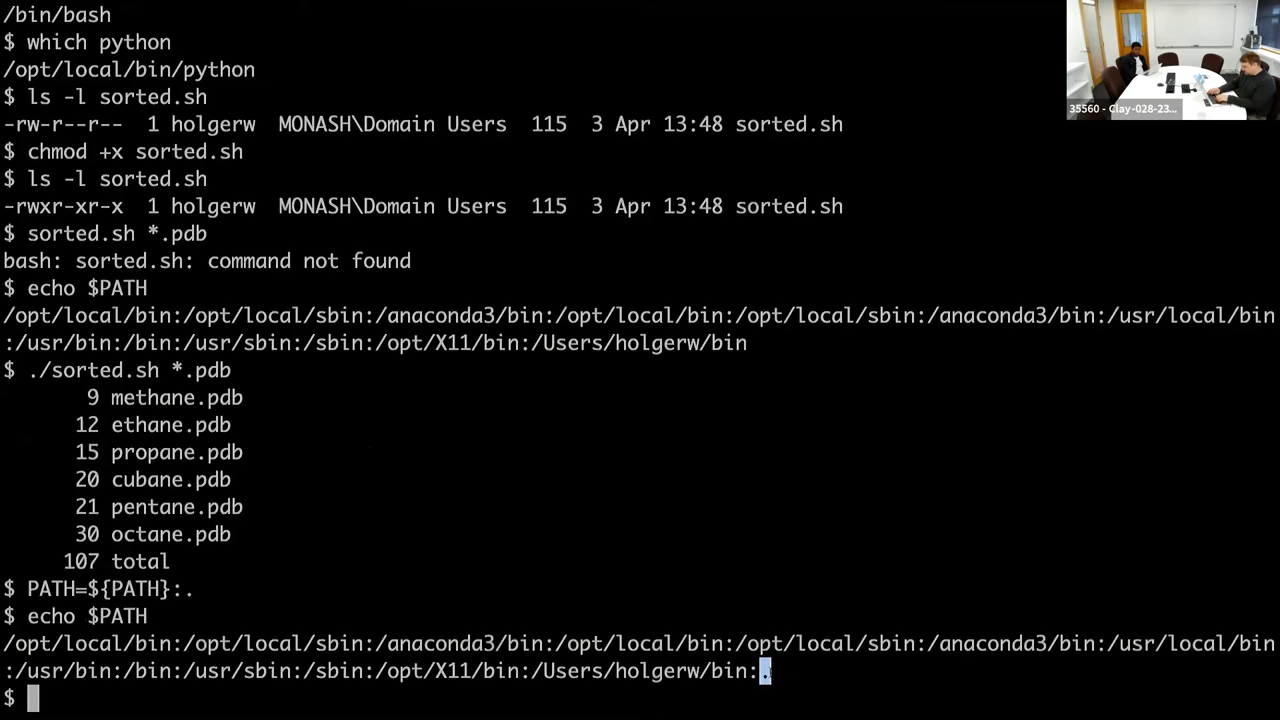 /bin/bash
$ which python
/opt/local/bin/python
$ ls -l sorted.sh
-rw-r--r--  1 holgerw  MONASH\Domain Users  115  3 Apr 13:48 sorted.sh
$ chmod +x sorted.sh
$ ls -l sorted.sh
-rwxr-xr-x  1 holgerw  MONASH\Domain Users  115  3 Apr 13:48 sorted.sh
$ sorted.sh *.pdb
bash: sorted.sh: command not found
$ echo $PATH
/opt/local/bin:/opt/local/sbin:/anaconda3/bin:/opt/local/bin:/opt/local/sbin:/anaconda3/bin:/usr/local/bin
:/usr/bin:/bin:/usr/sbin:/sbin:/opt/X11/bin:/Users/holgerw/bin
$ ./sorted.sh *.pdb
       9 methane.pdb
      12 ethane.pdb
      15 propane.pdb
      20 cubane.pdb
      21 pentane.pdb
      30 octane.pdb
     107 total
$ PATH=${PATH}:.
$ echo $PATH
/opt/local/bin:/opt/local/sbin:/anaconda3/bin:/opt/local/bin:/opt/local/sbin:/anaconda3/bin:/usr/local/bin
:/usr/bin:/bin:/usr/sbin:/sbin:/opt/X11/bin:/Users/holgerw/bin:.
$
35560 - Clay-028-23...